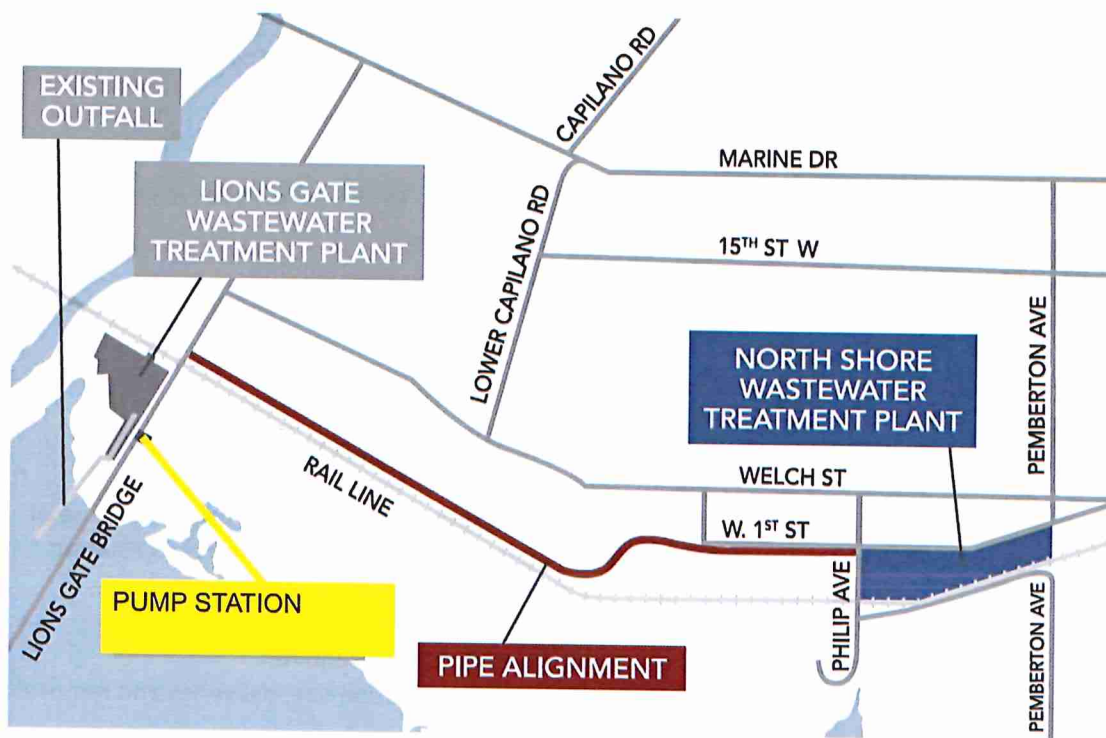 EXISTING
OUTFALL
LIONS GATE
WASTEWATER
TREATMENT PLANT
CAPILANO RD
MARINE DR
LOWER CAPILANO RD
15TH ST W
PEMBERTON AVE
NORTH SHORE
WASTEWATER
TREATMENT PLANT
RAIL LINE
WELCH ST
W. 1ST ST
LIONS GATE BRIDGE
PUMP STATION
PIPE ALIGNMENT
PHILIP AVE
PEMBERTON AVE